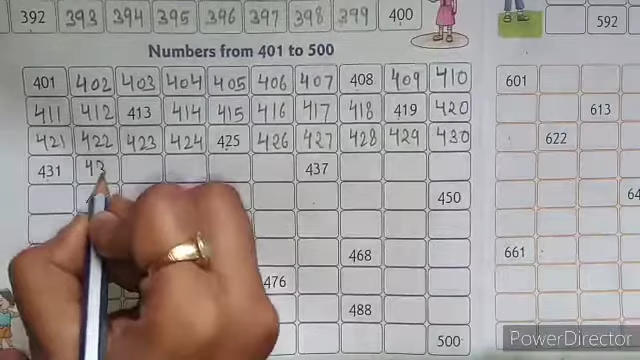 392 393 394 395 396 397 398 399 400 592
Numbers from 401 to 500
401 402 403 404 405 406 407 408 409 410 601
411 412 413 414 415 416 417 418 419 420 613
421 422 423 424 425 426 427 428 429 430 622
431 43 437
450 64
468 661
476
488
500
PowerDirector